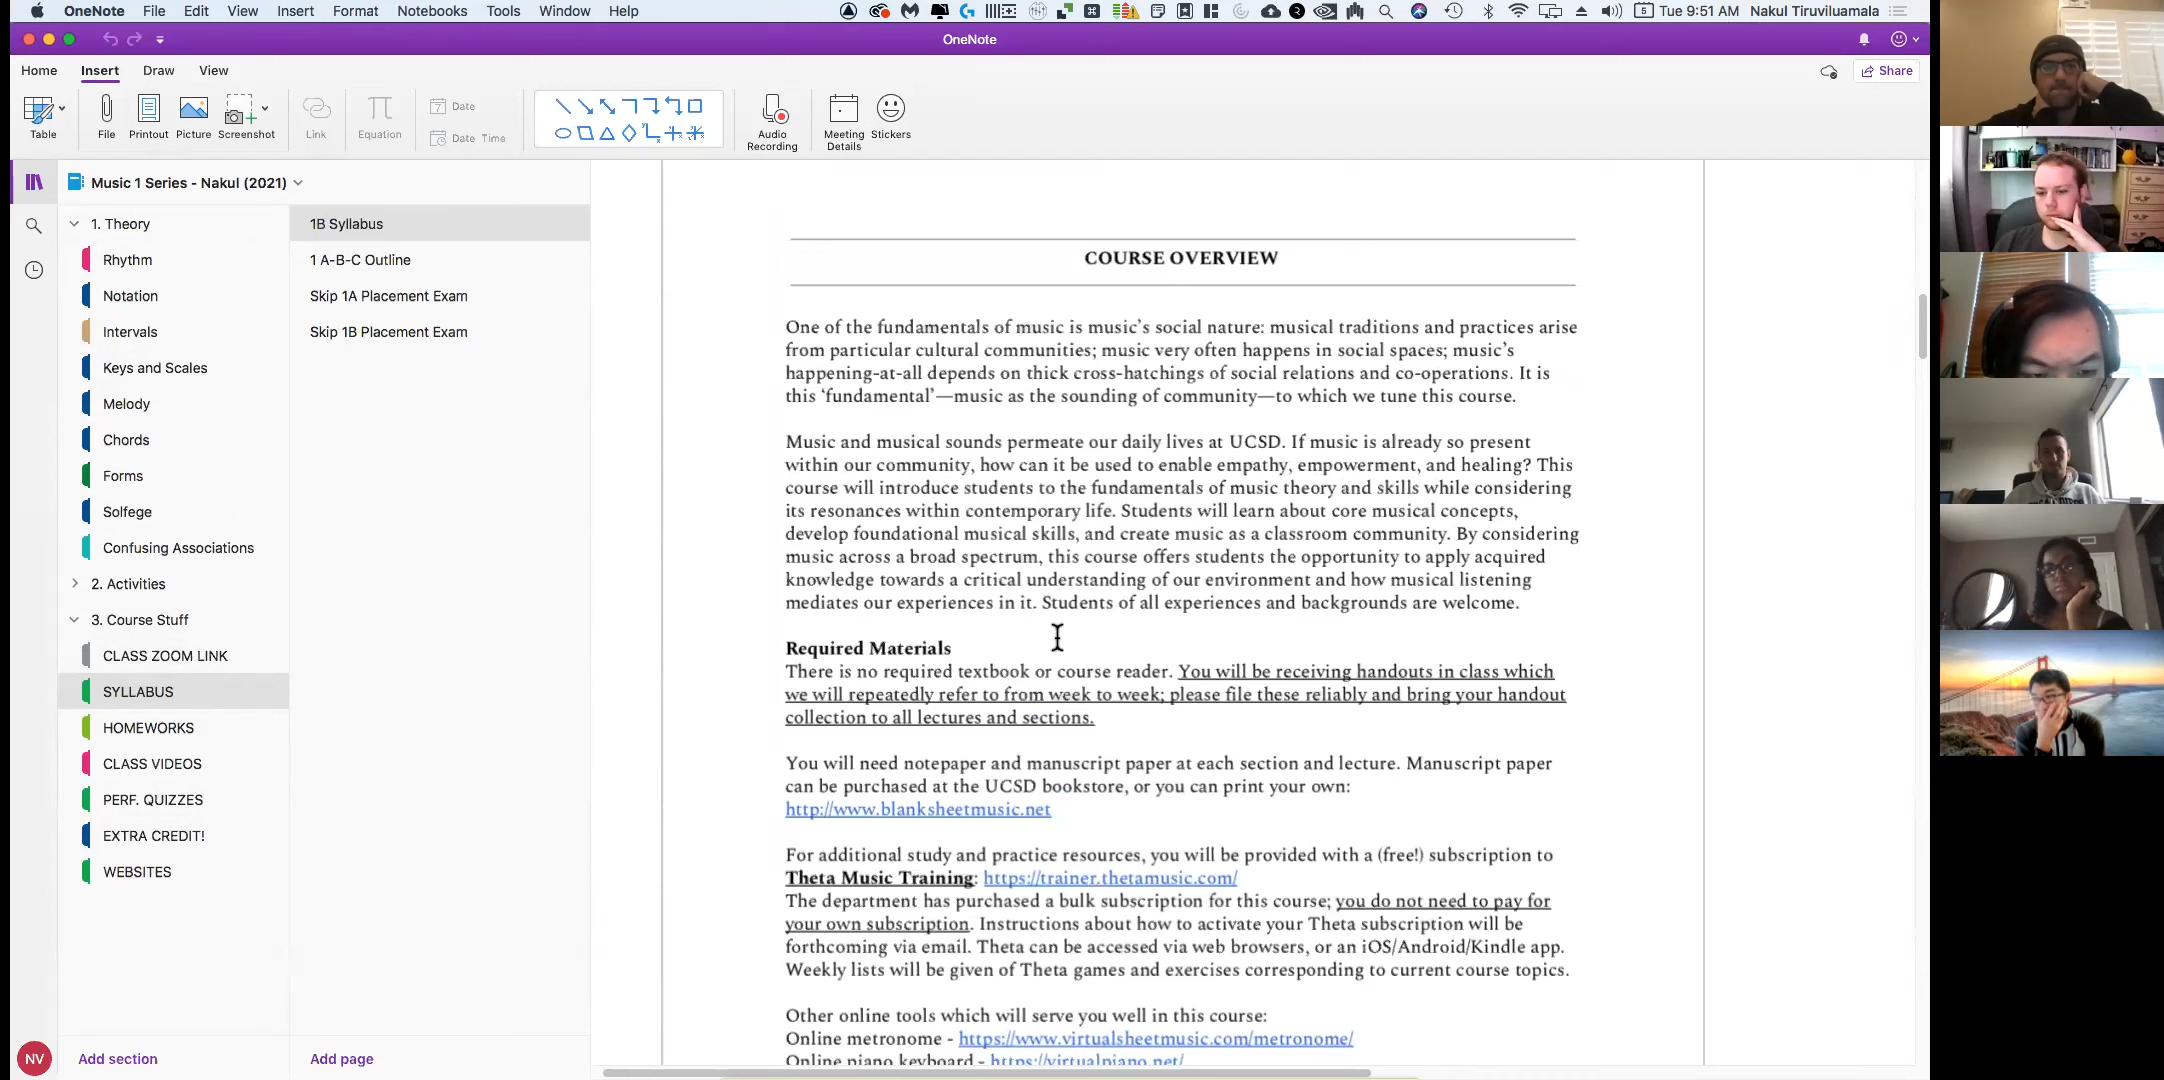 OneNote File Edit View Insert Format Notebooks Tools Window Help
Tue 9:51 AM Nakul Tiruviluamala
OneNote
Home Insert Draw View
Share
Table
File
Printout
Picture
Screenshot
Link
Equation
Date
Date Time
Audio Recording
Meeting Details
Stickers
Music 1 Series - Nakul (2021)
1. Theory
Rhythm
Notation
Intervals
Keys and Scales
Melody
Chords
Forms
Solfege
Confusing Associations
2. Activities
3. Course Stuff
CLASS ZOOM LINK
SYLLABUS
HOMEWORKS
CLASS VIDEOS
PERF. QUIZZES
EXTRA CREDIT!
WEBSITES
NV
Add section
1B Syllabus
1 A-B-C Outline
Skip 1A Placement Exam
Skip 1B Placement Exam
Add page
COURSE OVERVIEW
One of the fundamentals of music is music’s social nature: musical traditions and practices arise
from particular cultural communities; music very often happens in social spaces; music’s
happening-at-all depends on thick cross-hatchings of social relations and co-operations. It is
this ‘fundamental’—music as the sounding of community—to which we tune this course.
Music and musical sounds permeate our daily lives at UCSD. If music is already so present
within our community, how can it be used to enable empathy, empowerment, and healing? This
course will introduce students to the fundamentals of music theory and skills while considering
its resonances within contemporary life. Students will learn about core musical concepts,
develop foundational musical skills, and create music as a classroom community. By considering
music across a broad spectrum, this course offers students the opportunity to apply acquired
knowledge towards a critical understanding of our environment and how musical listening
mediates our experiences in it. Students of all experiences and backgrounds are welcome.
Required Materials
There is no required textbook or course reader. You will be receiving handouts in class which
we will repeatedly refer to from week to week; please file these reliably and bring your handout
collection to all lectures and sections.
You will need notepaper and manuscript paper at each section and lecture. Manuscript paper
can be purchased at the UCSD bookstore, or you can print your own:
http://www.blanksheetmusic.net
For additional study and practice resources, you will be provided with a (free!) subscription to
Theta Music Training: https://trainer.thetamusic.com/
The department has purchased a bulk subscription for this course; you do not need to pay for
your own subscription. Instructions about how to activate your Theta subscription will be
forthcoming via email. Theta can be accessed via web browsers, or an iOS/Android/Kindle app.
Weekly lists will be given of Theta games and exercises corresponding to current course topics.
Other online tools which will serve you well in this course:
Online metronome - https://www.virtualsheetmusic.com/metronome/
Online piano keyboard - https://virtualpiano.net/